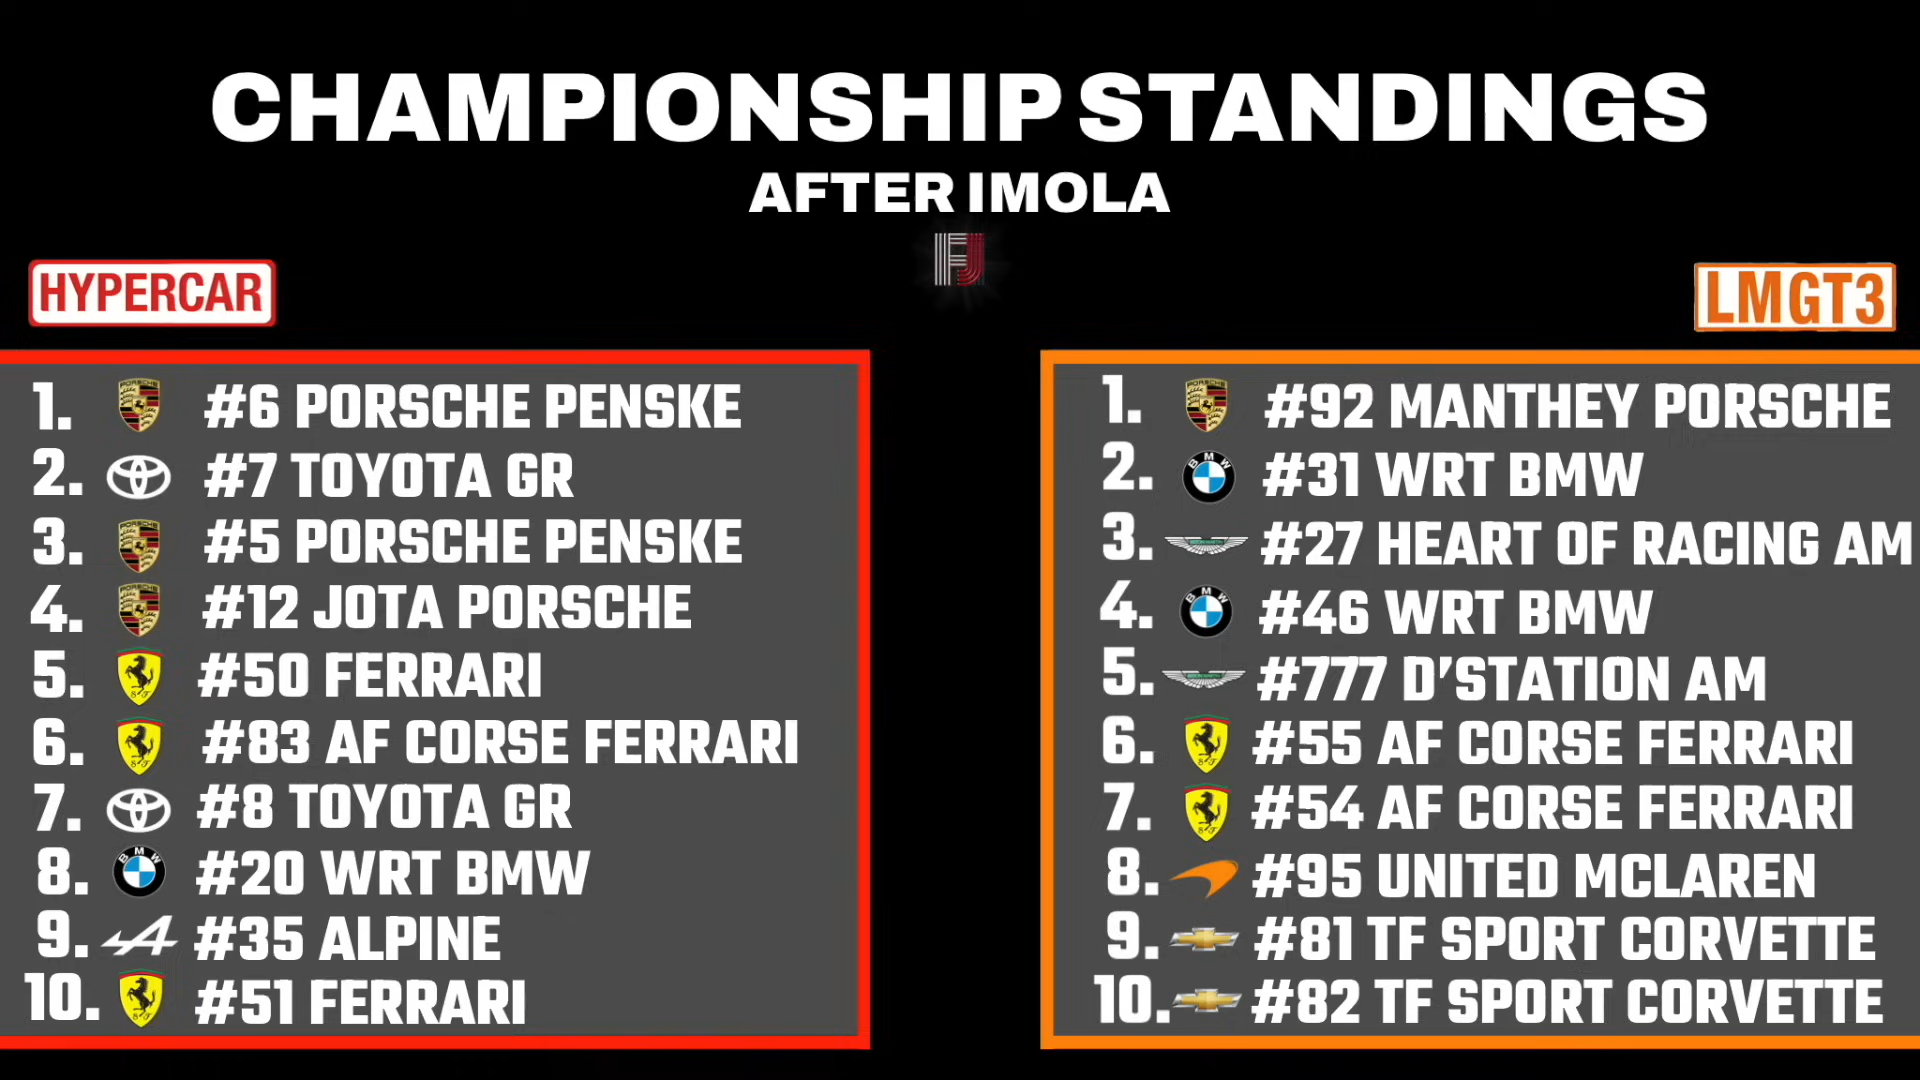 CHAMPIONSHIP STANDINGS
AFTER IMOLA
FJ
HYPERCAR
1. #6 PORSCHE PENSKE
2. #7 TOYOTA GR
3. #5 PORSCHE PENSKE
4. #12 JOTA PORSCHE
5. #50 FERRARI
6. #83 AF CORSE FERRARI
7. #8 TOYOTA GR
8. #20 WRT BMW
9. #35 ALPINE
10. #51 FERRARI
LMGT3
1. #92 MANTHEY PORSCHE
2. #31 WRT BMW
3. #27 HEART OF RACING AM
4. #46 WRT BMW
5. #777 D'STATION AM
6. #55 AF CORSE FERRARI
7. #54 AF CORSE FERRARI
8. #95 UNITED MCLAREN
9. #81 TF SPORT CORVETTE
10. #82 TF SPORT CORVETTE